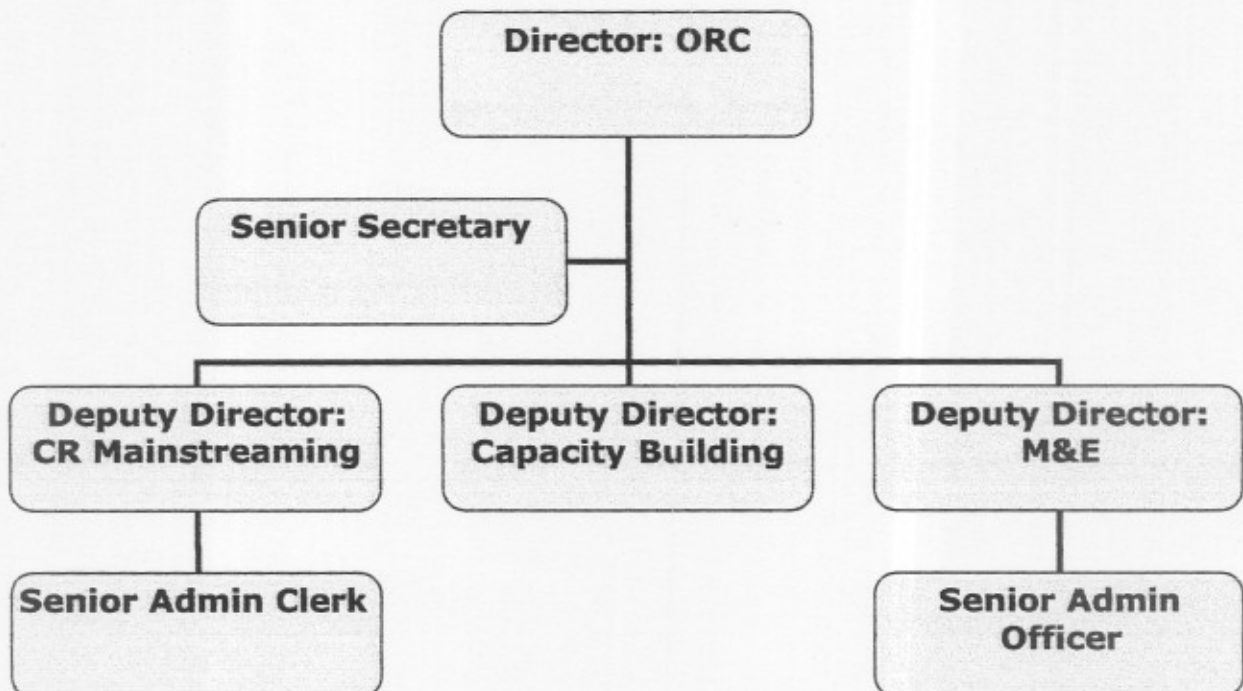 Director: ORC
Senior Secretary
Deputy Director:
CR Mainstreaming
Deputy Director:
Capacity Building
Deputy Director:
M&E
Senior Admin Clerk
Senior Admin
Officer